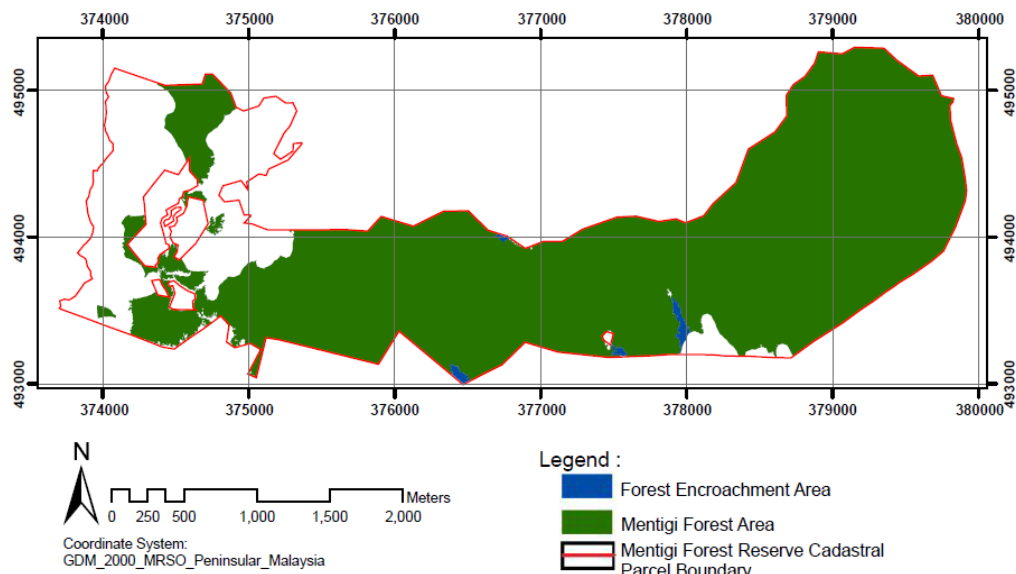 374000 375000 376000 377000 378000 379000 380000
495000 495000
494000 494000
493000 493000
374000 375000 376000 377000 378000 379000 380000
N
Meters
0 250 500 1,000 1,500 2,000
Coordinate System:
GDM_2000_MRSO_Peninsular_Malaysia
Legend :
Forest Encroachment Area
Mentigi Forest Area
Mentigi Forest Reserve Cadastral
Parcel Boundary